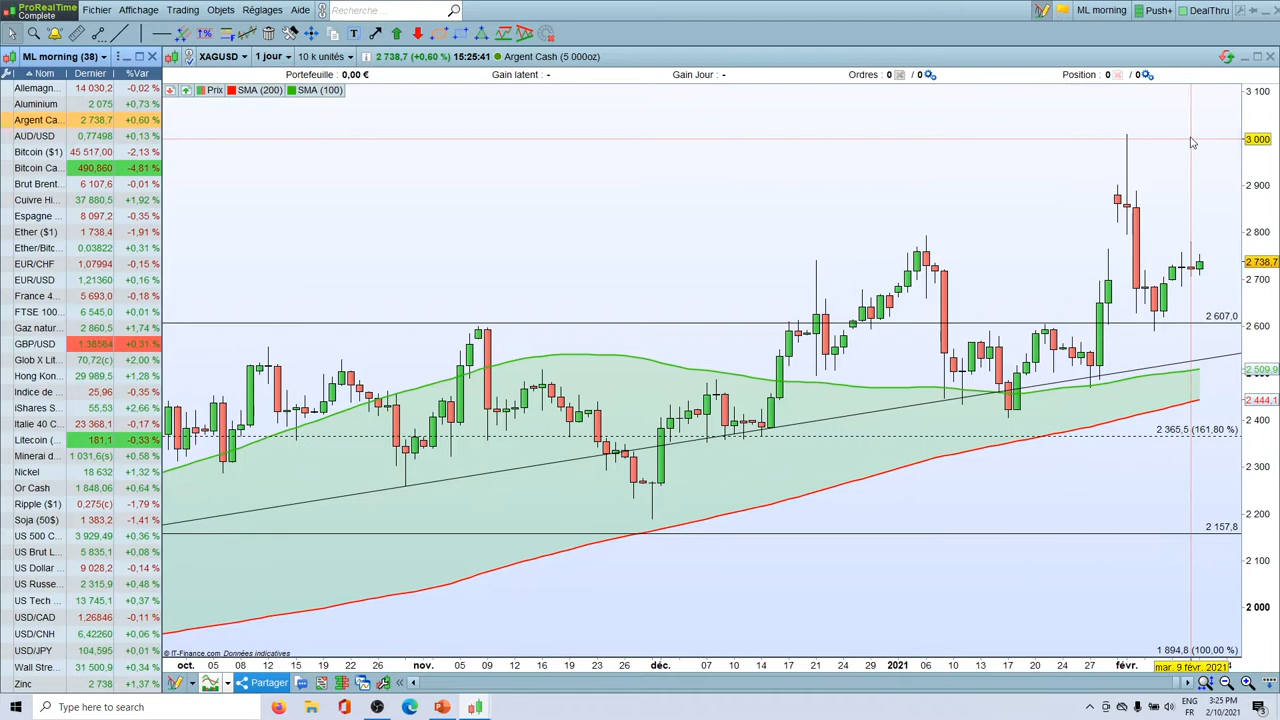 ProRealTime Complete
Fichier Affichage Trading Objets Réglages Aide Recherche ... ML morning Push+ DealThru
ML morning (38) XAGUSD 1 jour 10 k unités 2 738,7 (+0,60 %) 15:25:41 Argent Cash (5 000oz)
Nom Dernier %Var
Portefeuille : 0,00 € Gain latent : - Gain Jour : - Ordres : 0 / 0 Position : 0 / 0
Prix SMA (200) SMA (100)
Allemagn... 14 030,2 -0,02 %
Aluminium 2 075 +0,73 %
Argent Ca... 2 738,7 +0,60 %
AUD/USD 0,77498 +0,13 %
Bitcoin ($1) 45 517,00 -2,13 %
Bitcoin Ca... 490,860 -4,81 %
Brut Brent... 6 107,6 -0,01 %
Cuivre Hi... 37 880,5 +1,92 %
Espagne ... 8 097,2 -0,35 %
Ether ($1) 1 738,4 -1,91 %
Ether/Bitc... 0,03822 +0,31 %
EUR/CHF 1,07994 -0,15 %
EUR/USD 1,21360 +0,16 %
France 4... 5 693,0 -0,18 %
FTSE 100... 6 545,0 +0,01 %
Gaz natur... 2 860,5 +1,74 %
GBP/USD 1,38564 +0,31 %
Glob X Lit... 70,72(c) +2,00 %
Hong Kon... 29 989,5 +1,28 %
Indice de ... 25,96 -0,35 %
iShares S... 55,53 +2,66 %
Italie 40 C... 23 368,1 -0,17 %
Litecoin (... 181,1 -0,33 %
Minerai d... 1 031,6(s) +0,58 %
Nickel 18 632 +1,32 %
Or Cash 1 848,06 +0,64 %
Ripple ($1) 0,275(c) -1,79 %
Soja (50$) 1 383,2 -1,41 %
US 500 C... 3 929,49 +0,36 %
US Brut L... 5 835,1 +0,08 %
US Dollar ... 9 028,2 -0,14 %
US Russe... 2 315,9 +0,48 %
US Tech ... 13 745,1 +0,37 %
USD/CAD 1,26846 -0,11 %
USD/CNH 6,42260 +0,06 %
USD/JPY 104,595 +0,01 %
Wall Stre... 31 500,9 +0,34 %
Zinc 2 738 +1,37 %
3 100
3 000
2 900
2 800
2 738,7
2 700
2 607,0
2 600
2 509,9
2 444,1
2 400
2 365,5 (161,80 %)
2 300
2 200
2 157,8
2 100
2 000
1 894,8 (100,00 %)
© IT-Finance.com Données indicatives
oct. 05 07 12 14 20 22 26 nov. 05 11 16 19 24 déc. 07 10 14 17 21 24 29 2021 06 12 14 19 22 27 févr. mar. 9 févr. 2021
Partager
Type here to search
ENG FR 3:25 PM 2/10/2021 3